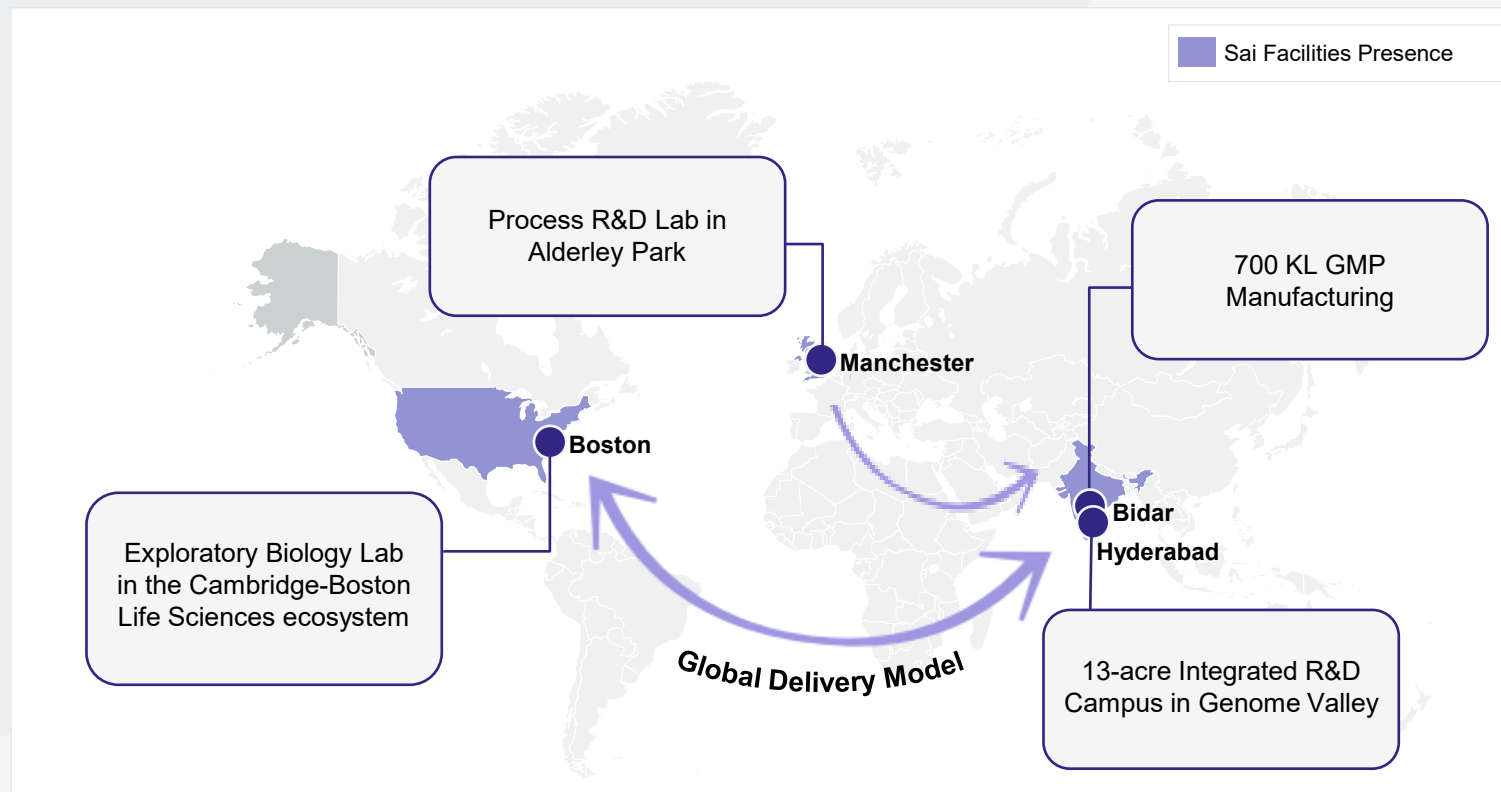 Sai Facilities Presence
Process R&D Lab in
Alderley Park
700 KL GMP
Manufacturing
Manchester
Boston
Bidar
Hyderabad
Exploratory Biology Lab
in the Cambridge-Boston
Life Sciences ecosystem
Global Delivery Model
13-acre Integrated R&D
Campus in Genome Valley